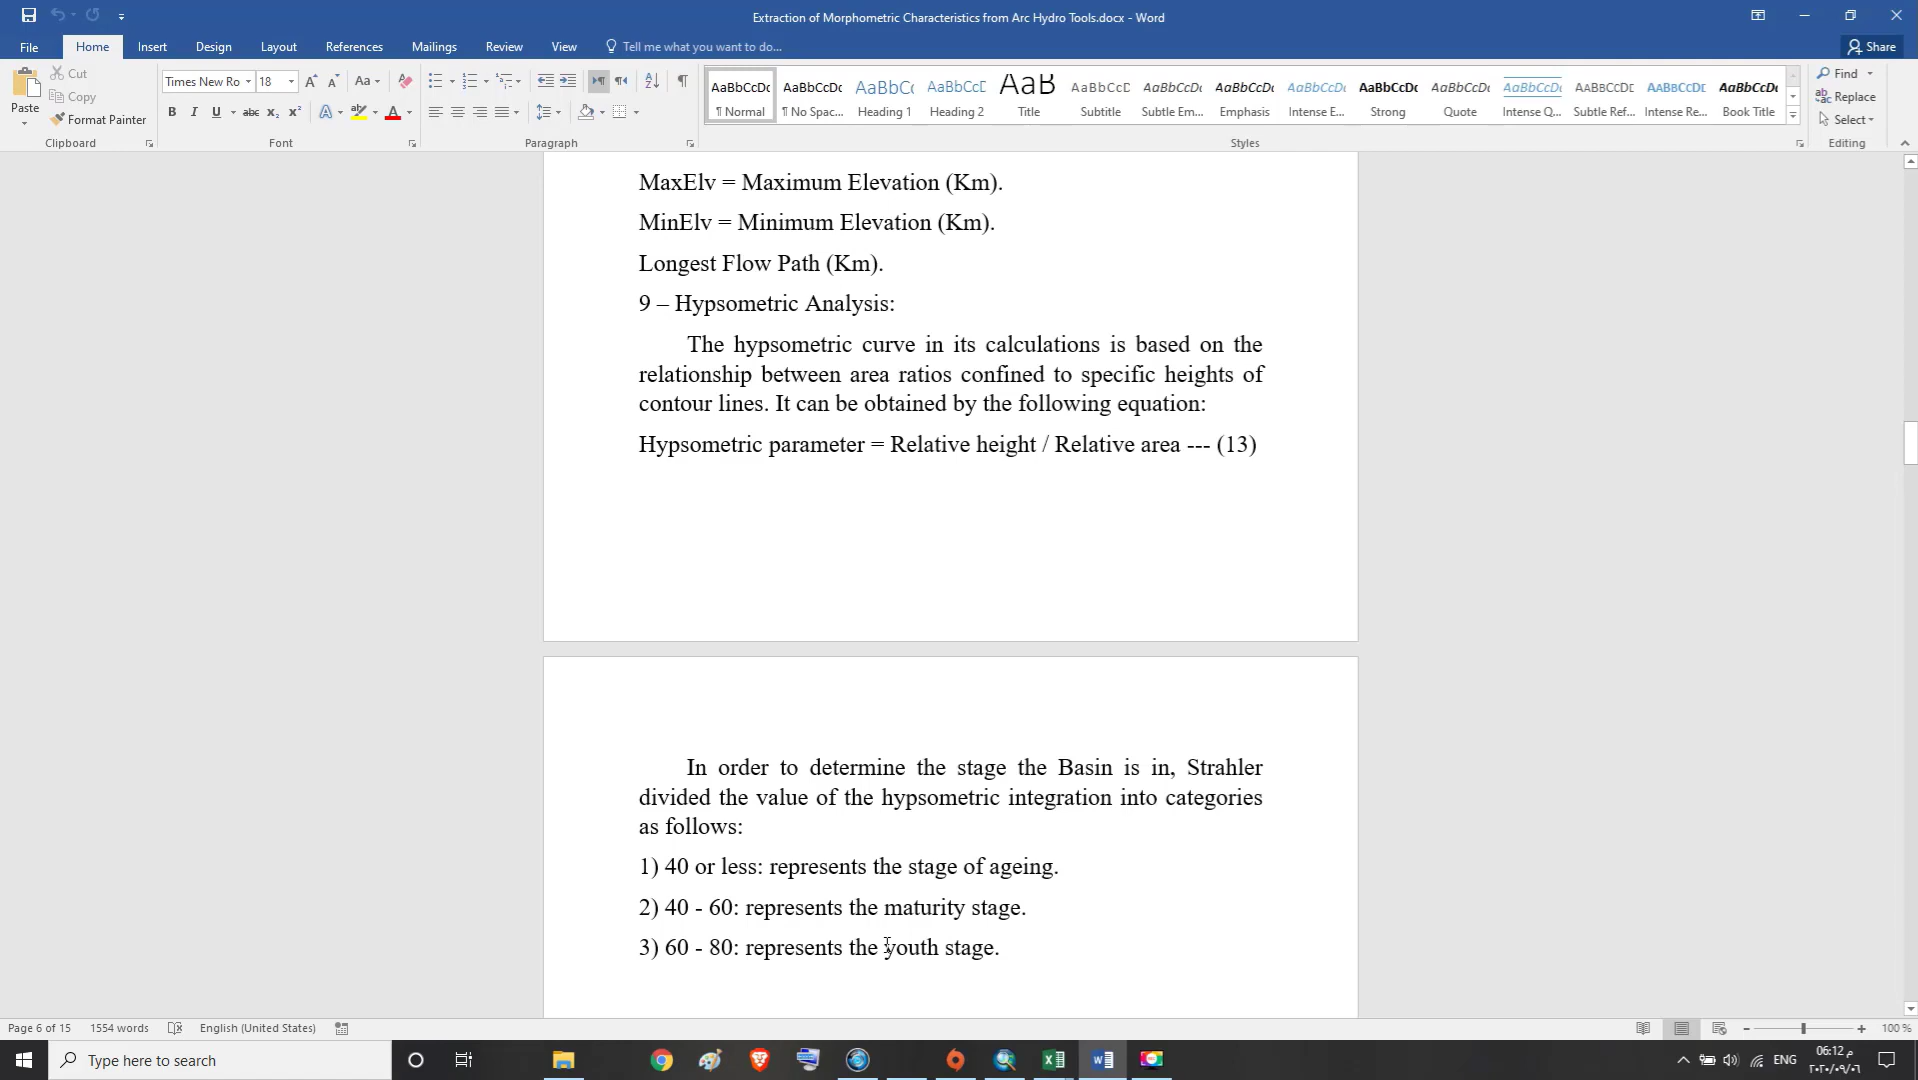 Extraction of Morphometric Characteristics from Arc Hydro Tools.docx - Word
File Home Insert Design Layout References Mailings Review View Tell me what you want to do... Share
Paste
Cut
Copy
Format Painter
Clipboard
Times New Ro 18
Font
Paragraph
AaBbCcDc AaBbCcDc AaBbCc AaBbCcD AaB AaBbCcD AaBbCcDc AaBbCcDc AaBbCcDc AaBbCcDc AaBbCcDc AaBbCcDc AABBCCDC AABBCCDC AaBbCcDc
¶ Normal ¶ No Spac... Heading 1 Heading 2 Title Subtitle Subtle Em... Emphasis Intense E... Strong Quote Intense Q... Subtle Ref... Intense Re... Book Title
Styles
Find
Replace
Select
Editing
MaxElv = Maximum Elevation (Km).
MinElv = Minimum Elevation (Km).
Longest Flow Path (Km).
9 – Hypsometric Analysis:
The hypsometric curve in its calculations is based on the
relationship between area ratios confined to specific heights of
contour lines. It can be obtained by the following equation:
Hypsometric parameter = Relative height / Relative area --- (13)
In order to determine the stage the Basin is in, Strahler
divided the value of the hypsometric integration into categories
as follows:
1) 40 or less: represents the stage of ageing.
2) 40 - 60: represents the maturity stage.
3) 60 - 80: represents the youth stage.
Page 6 of 15 1554 words English (United States) 100 %
Type here to search
ENG
06:12 م
٢٠٢٠/٠٩/٠٦